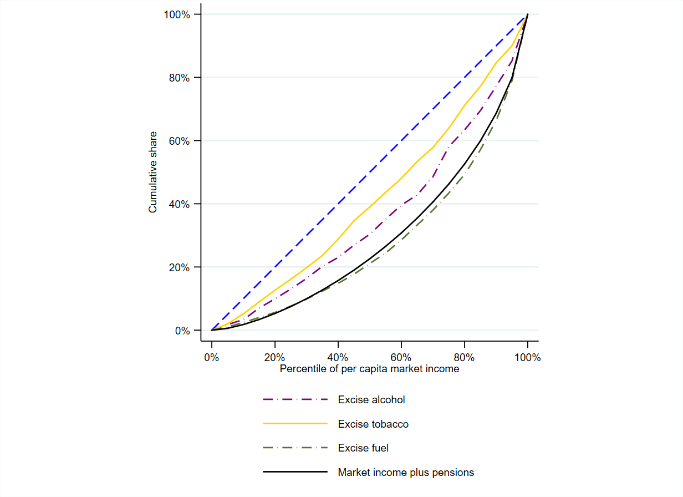 100%
80%
60%
40%
20%
0%
Cumulative share
0% 20% 40% 60% 80% 100%
Percentile of per capita market income
Excise alcohol
Excise tobacco
Excise fuel
Market income plus pensions